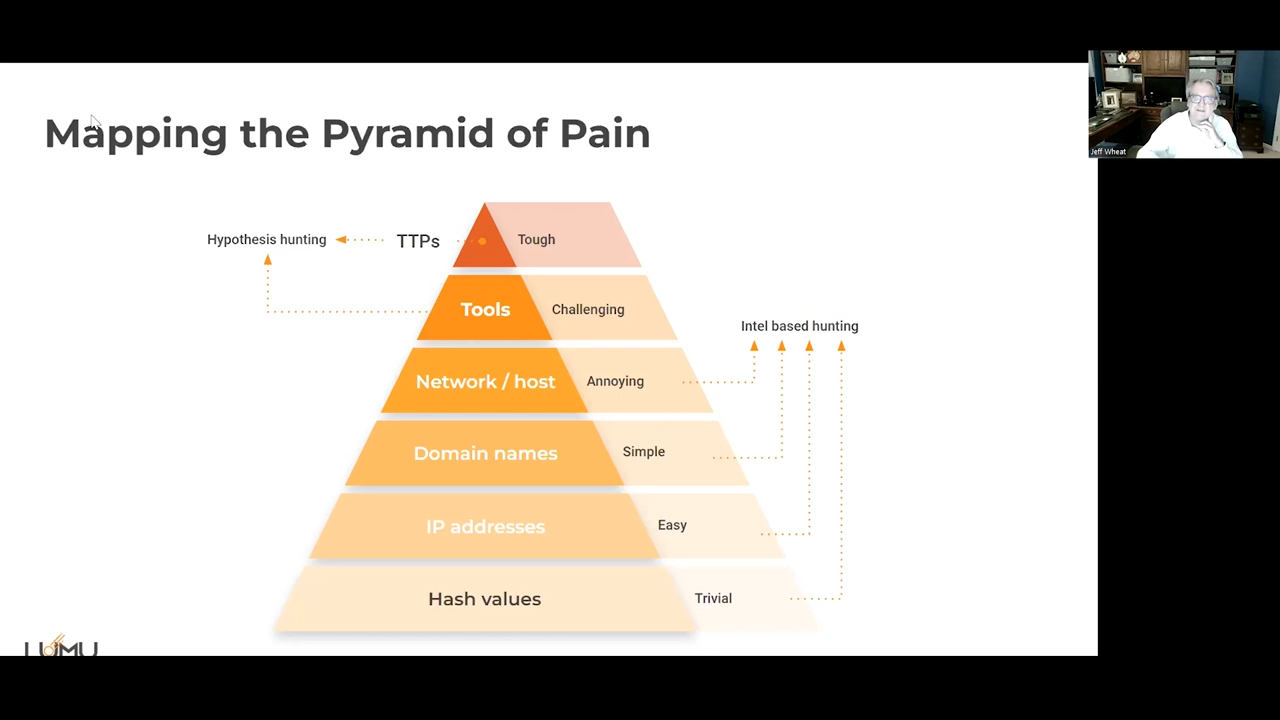 Mapping the Pyramid of Pain
Jeff Wheat
Hypothesis hunting
TTPs
Tough
Tools
Challenging
Intel based hunting
Network / host
Annoying
Domain names
Simple
IP addresses
Easy
Hash values
Trivial
LUMU